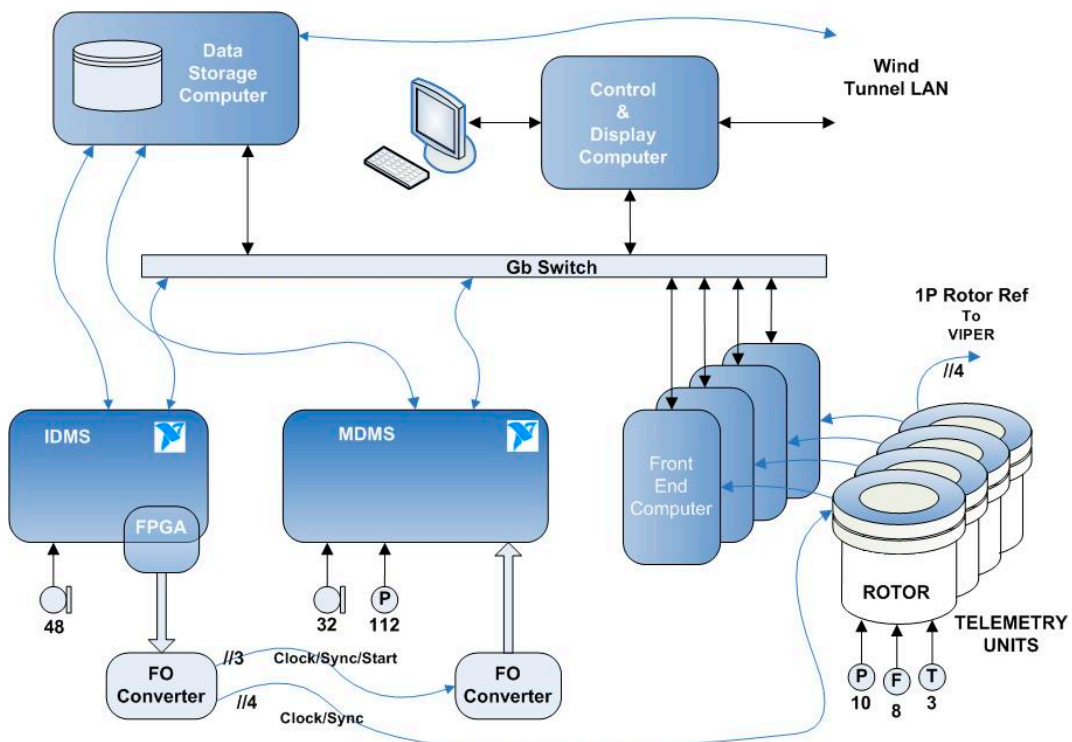 Data
Storage
Computer
Control
&
Display
Computer
Wind
Tunnel LAN
Gb Switch
1P Rotor Ref
To
VIPER
//4
IDMS
MDMS
FPGA
Front
End
Computer
48
32
P
112
ROTOR
TELEMETRY
UNITS
P
F
T
10
8
3
FO
Converter
//3
Clock/Sync/Start
FO
Converter
//4
Clock/Sync